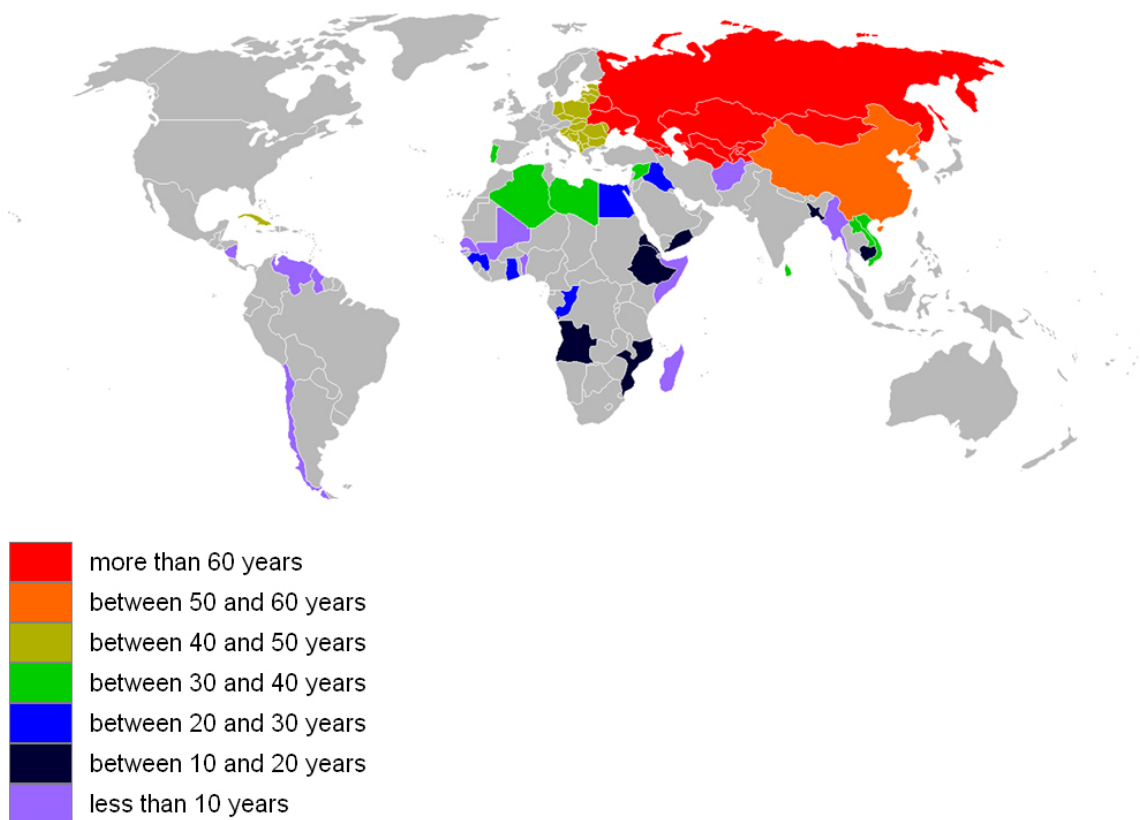 more than 60 years
between 50 and 60 years
between 40 and 50 years
between 30 and 40 years
between 20 and 30 years
between 10 and 20 years
less than 10 years